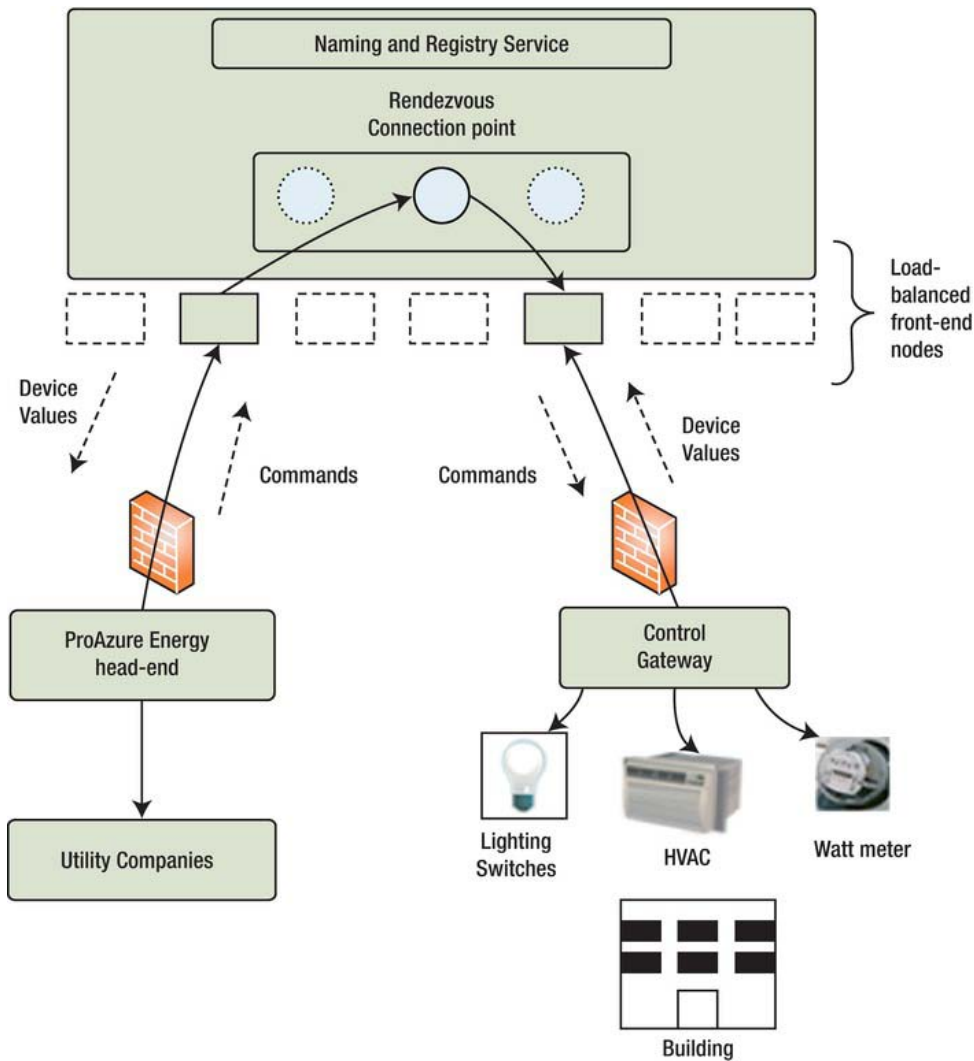 Naming and Registry Service
Rendezvous
Connection point
Load-
balanced
front-end
nodes
Device
Values
Commands
Commands
Device
Values
ProAzure Energy
head-end
Control
Gateway
Utility Companies
Lighting
Switches
HVAC
Watt meter
Building